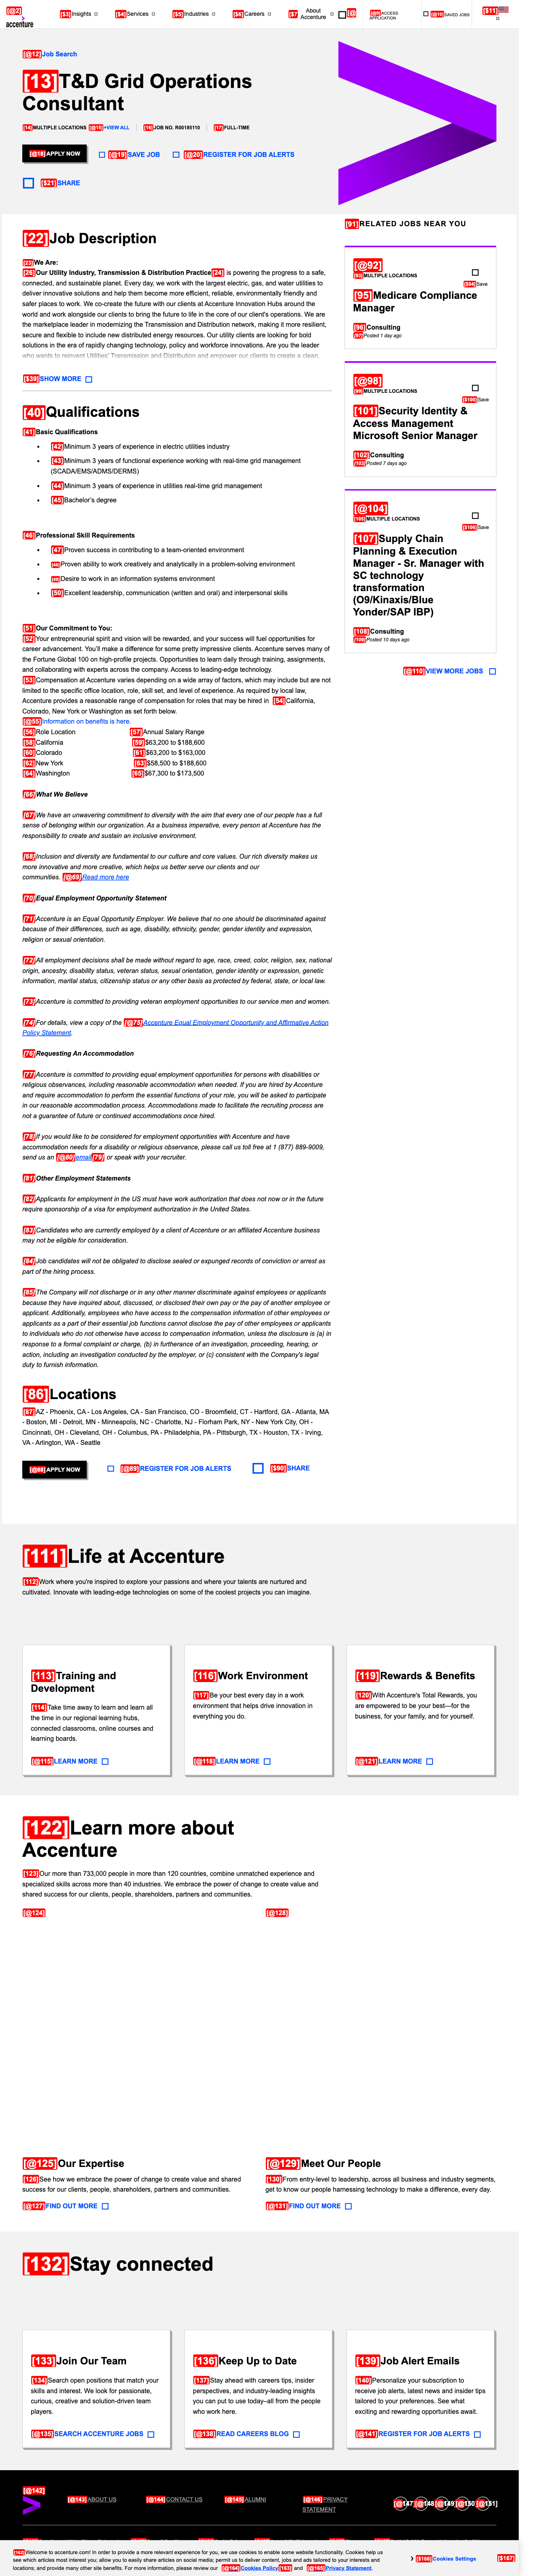 [@2]
accenture
[$3]Insights
[$4]Services
[$5]Industries
[$6]Careers
[$7 About Accenture
[@
[@9]ACCESS APPLICATION
[@10]SAVED JOBS
[$11]
[@12]Job Search
[13]T&D Grid Operations
Consultant
[14]MULTIPLE LOCATIONS [@15]+VIEW ALL
[16]JOB NO. R00185110
[17]FULL-TIME
[@18]APPLY NOW
[@19]SAVE JOB
[@20]REGISTER FOR JOB ALERTS
[$21]SHARE
[22]Job Description
[23]We Are:
[26]Our Utility Industry, Transmission & Distribution Practice[24] is powering the progress to a safe,
connected, and sustainable planet. Every day, we work with the largest electric, gas, and water utilities to
deliver innovative solutions and help them become more efficient, reliable, environmentally friendly and
safer places to work. We co-create the future with our clients at Accenture Innovation Hubs around the
world and work alongside our clients to bring the future to life in the core of our client's operations. We are
marketplace leader in modernizing the Transmission and Distribution network, making it more resilient,
secure and flexible to include new distributed energy resources. Our utility clients are looking for bold
solutions in the era of rapidly changing technology, policy and workforce innovations. Are you the leader
who wants to reinvent Utilities' Transmission and Distribution and empower our clients to create a clean,
[$39]SHOW MORE
[40]Qualifications
[41]Basic Qualifications
• [42]Minimum 3 years of experience in electric utilities industry
• [43]Minimum 3 years of functional experience working with real-time grid management
(SCADA/EMS/ADMS/DERMS)
• [44]Minimum 3 years of experience in utilities real-time grid management
• [45]Bachelor's degree
[46]Professional Skill Requirements
• [47]Proven success in contributing to a team-oriented environment
• [48]Proven ability to work creatively and analytically in a problem-solving environment
• [49]Desire to work in an information systems environment
• [50]Excellent leadership, communication (written and oral) and interpersonal skills
[51]Our Commitment to You:
[52]Your entrepreneurial spirit and vision will be rewarded, and your success will fuel opportunities for
career advancement. You'll make a difference for some pretty impressive clients. Accenture serves many of
the Fortune Global 100 on high-profile projects. Opportunities to learn daily through training, assignments,
and collaborating with experts across the company. Access to leading-edge technology.
[53]Compensation at Accenture varies depending on a wide array of factors, which may include but are not
limited to the specific office location, role, skill set, and level of experience. As required by local law,
Accenture provides a reasonable range of compensation for roles that may be hired in [54]California,
Colorado, New York or Washington as set forth below.
[@55]Information on benefits is here.
[56]Role Location [57]Annual Salary Range
[58]California [59]$63,200 to $188,600
[60]Colorado [61]$63,200 to $163,000
[62]New York [63]$58,500 to $188,600
[64]Washington [65]$67,300 to $173,500
[66]What We Believe
[67]We have an unwavering commitment to diversity with the aim that every one of our people has a full
sense of belonging within our organization. As a business imperative, every person at Accenture has the
responsibility to create and sustain an inclusive environment.
[68]Inclusion and diversity are fundamental to our culture and core values. Our rich diversity makes us
more innovative and more creative, which helps us better serve our clients and our
communities. [@69]Read more here
[70]Equal Employment Opportunity Statement
[71]Accenture is an Equal Opportunity Employer. We believe that no one should be discriminated against
because of their differences, such as age, disability, ethnicity, gender, gender identity and expression,
religion or sexual orientation.
[72]All employment decisions shall be made without regard to age, race, creed, color, religion, sex, national
origin, ancestry, disability status, veteran status, sexual orientation, gender identity or expression, genetic
information, marital status, citizenship status or any other basis as protected by federal, state, or local law.
[73]Accenture is committed to providing veteran employment opportunities to our service men and women.
[74]For details, view a copy of the [@75]Accenture Equal Employment Opportunity and Affirmative Action
Policy Statement.
[76]Requesting An Accommodation
[77]Accenture is committed to providing equal employment opportunities for persons with disabilities or
religious observances, including reasonable accommodation when needed. If you are hired by Accenture
and require accommodation to perform the essential functions of your role, you will be asked to participate
in our reasonable accommodation process. Accommodations made to facilitate the recruiting process are
not a guarantee of future or continued accommodations once hired.
[78]If you would like to be considered for employment opportunities with Accenture and have
accommodation needs for a disability or religious observance, please call us toll free at 1 (877) 889-9009,
send us an [@80]email[79] or speak with your recruiter.
[81]Other Employment Statements
[82]Applicants for employment in the US must have work authorization that does not now or in the future
require sponsorship of a visa for employment authorization in the United States.
[83]Candidates who are currently employed by a client of Accenture or an affiliated Accenture business
may not be eligible for consideration.
[84]Job candidates will not be obligated to disclose sealed or expunged records of conviction or arrest as
part of the hiring process.
[85]The Company will not discharge or in any other manner discriminate against employees or applicants
because they have inquired about, discussed, or disclosed their own pay or the pay of another employee or
applicant. Additionally, employees who have access to the compensation information of other employees or
applicants as a part of their essential job functions cannot disclose the pay of other employees or applicants
to individuals who do not otherwise have access to compensation information, unless the disclosure is (a) in
response to a formal complaint or charge, (b) in furtherance of an investigation, proceeding, hearing, or
action, including an investigation conducted by the employer, or (c) consistent with the Company's legal
duty to furnish information.
[86]Locations
[87]AZ - Phoenix, CA - Los Angeles, CA - San Francisco, CO - Broomfield, CT - Hartford, GA - Atlanta, MA
- Boston, MI - Detroit, MN - Minneapolis, NC - Charlotte, NJ - Florham Park, NY - New York City, OH -
Cincinnati, OH - Cleveland, OH - Columbus, PA - Philadelphia, PA - Pittsburgh, TX - Houston, TX - Irving,
VA - Arlington, WA - Seattle
[@88]APPLY NOW
[@89]REGISTER FOR JOB ALERTS
[$90]SHARE
[91]RELATED JOBS NEAR YOU
[@92]
[93]MULTIPLE LOCATIONS
[$94]Save
[95]Medicare Compliance
Manager
[96]Consulting
[97]Posted 1 day ago
[@98]
[99]MULTIPLE LOCATIONS
[$100]Save
[101]Security Identity &
Access Management
Microsoft Senior Manager
[102]Consulting
[103]Posted 7 days ago
[@104]
[105]MULTIPLE LOCATIONS
[$106]Save
[107]Supply Chain
Planning & Execution
Manager - Sr. Manager with
SC technology
transformation
(O9/Kinaxis/Blue
Yonder/SAP IBP)
[108]Consulting
[109]Posted 10 days ago
[@110]VIEW MORE JOBS
[111]Life at Accenture
[112]Work where you're inspired to explore your passions and where your talents are nurtured and
cultivated. Innovate with leading-edge technologies on some of the coolest projects you can imagine.
[113]Training and
Development
[114]Take time away to learn and learn all
the time in our regional learning hubs,
connected classrooms, online courses and
learning boards.
[@115]LEARN MORE
[116]Work Environment
[117]Be your best every day in a work
environment that helps drive innovation in
everything you do.
[@118]LEARN MORE
[119]Rewards & Benefits
[120]With Accenture's Total Rewards, you
are empowered to be your best—for the
business, for your family, and for yourself.
[@121]LEARN MORE
[122]Learn more about
Accenture
[123]Our more than 733,000 people in more than 120 countries, combine unmatched experience and
specialized skills across more than 40 industries. We embrace the power of change to create value and
shared success for our clients, people, shareholders, partners and communities.
[@124]
[@128]
[@125]Our Expertise
[126]See how we embrace the power of change to create value and shared
success for our clients, people, shareholders, partners and communities.
[@127]FIND OUT MORE
[@129]Meet Our People
[130]From entry-level to leadership, across all business and industry segments,
get to know our people harnessing technology to make a difference, every day.
[@131]FIND OUT MORE
[132]Stay connected
[133]Join Our Team
[134]Search open positions that match your
skills and interest. We look for passionate,
curious, creative and solution-driven team
players.
[@135]SEARCH ACCENTURE JOBS
[136]Keep Up to Date
[137]Stay ahead with careers tips, insider
perspectives, and industry-leading insights
you can put to use today–all from the people
who work here.
[@138]READ CAREERS BLOG
[139]Job Alert Emails
[140]Personalize your subscription to
receive job alerts, latest news and insider tips
tailored to your preferences. See what
exciting and rewarding opportunities await.
[@141]REGISTER FOR JOB ALERTS
[@142]
[@143]ABOUT US
[@144]CONTACT US
[@145]ALUMNI
[@146]PRIVACY
STATEMENT
[@147[@148[@149[@150[@151]
[162]Welcome to accenture.com! In order to provide a more relevant experience for you, we use cookies to enable some website functionality. Cookies help us
see which articles most interest you; allow you to easily share articles on social media; permit us to deliver content, jobs and ads tailored to your interests and
locations; and provide many other site benefits. For more information, please review our [@164]Cookies Policy[163] and [@165]Privacy Statement.
[$166]Cookies Settings
[$167]